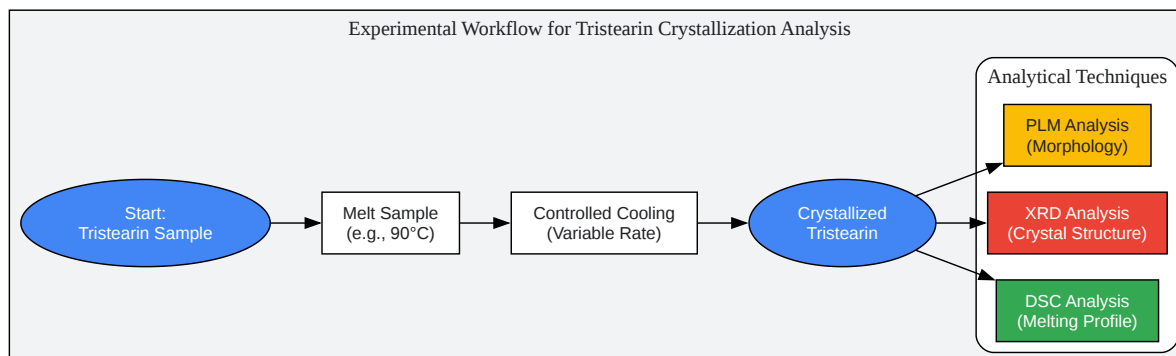 Experimental Workflow for Tristearin Crystallization Analysis
Analytical Techniques
Start:
Tristearin Sample
Melt Sample
(e.g., 90°C)
Controlled Cooling
(Variable Rate)
Crystallized
Tristearin
PLM Analysis
(Morphology)
XRD Analysis
(Crystal Structure)
DSC Analysis
(Melting Profile)